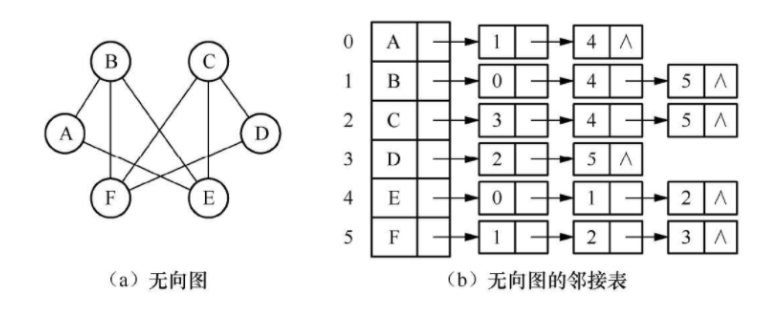 B
C
A
D
F
E
(a) 无向图
0 A 1 4 ∧
1 B 0 4 5 ∧
2 C 3 4 5 ∧
3 D 2 5 ∧
4 E 0 1 2 ∧
5 F 1 2 3 ∧
(b) 无向图的邻接表